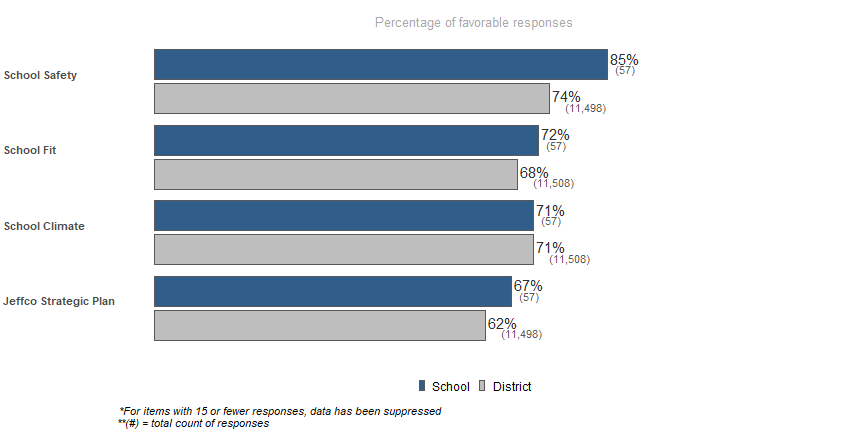 Percentage of favorable responses
School Safety
85%
(57)
74%
(11,498)
School Fit
72%
(57)
68%
(11,508)
School Climate
71%
(57)
71%
(11,508)
Jeffco Strategic Plan
67%
(57)
62%
(11,498)
School District
*For items with 15 or fewer responses, data has been suppressed
**(#) = total count of responses